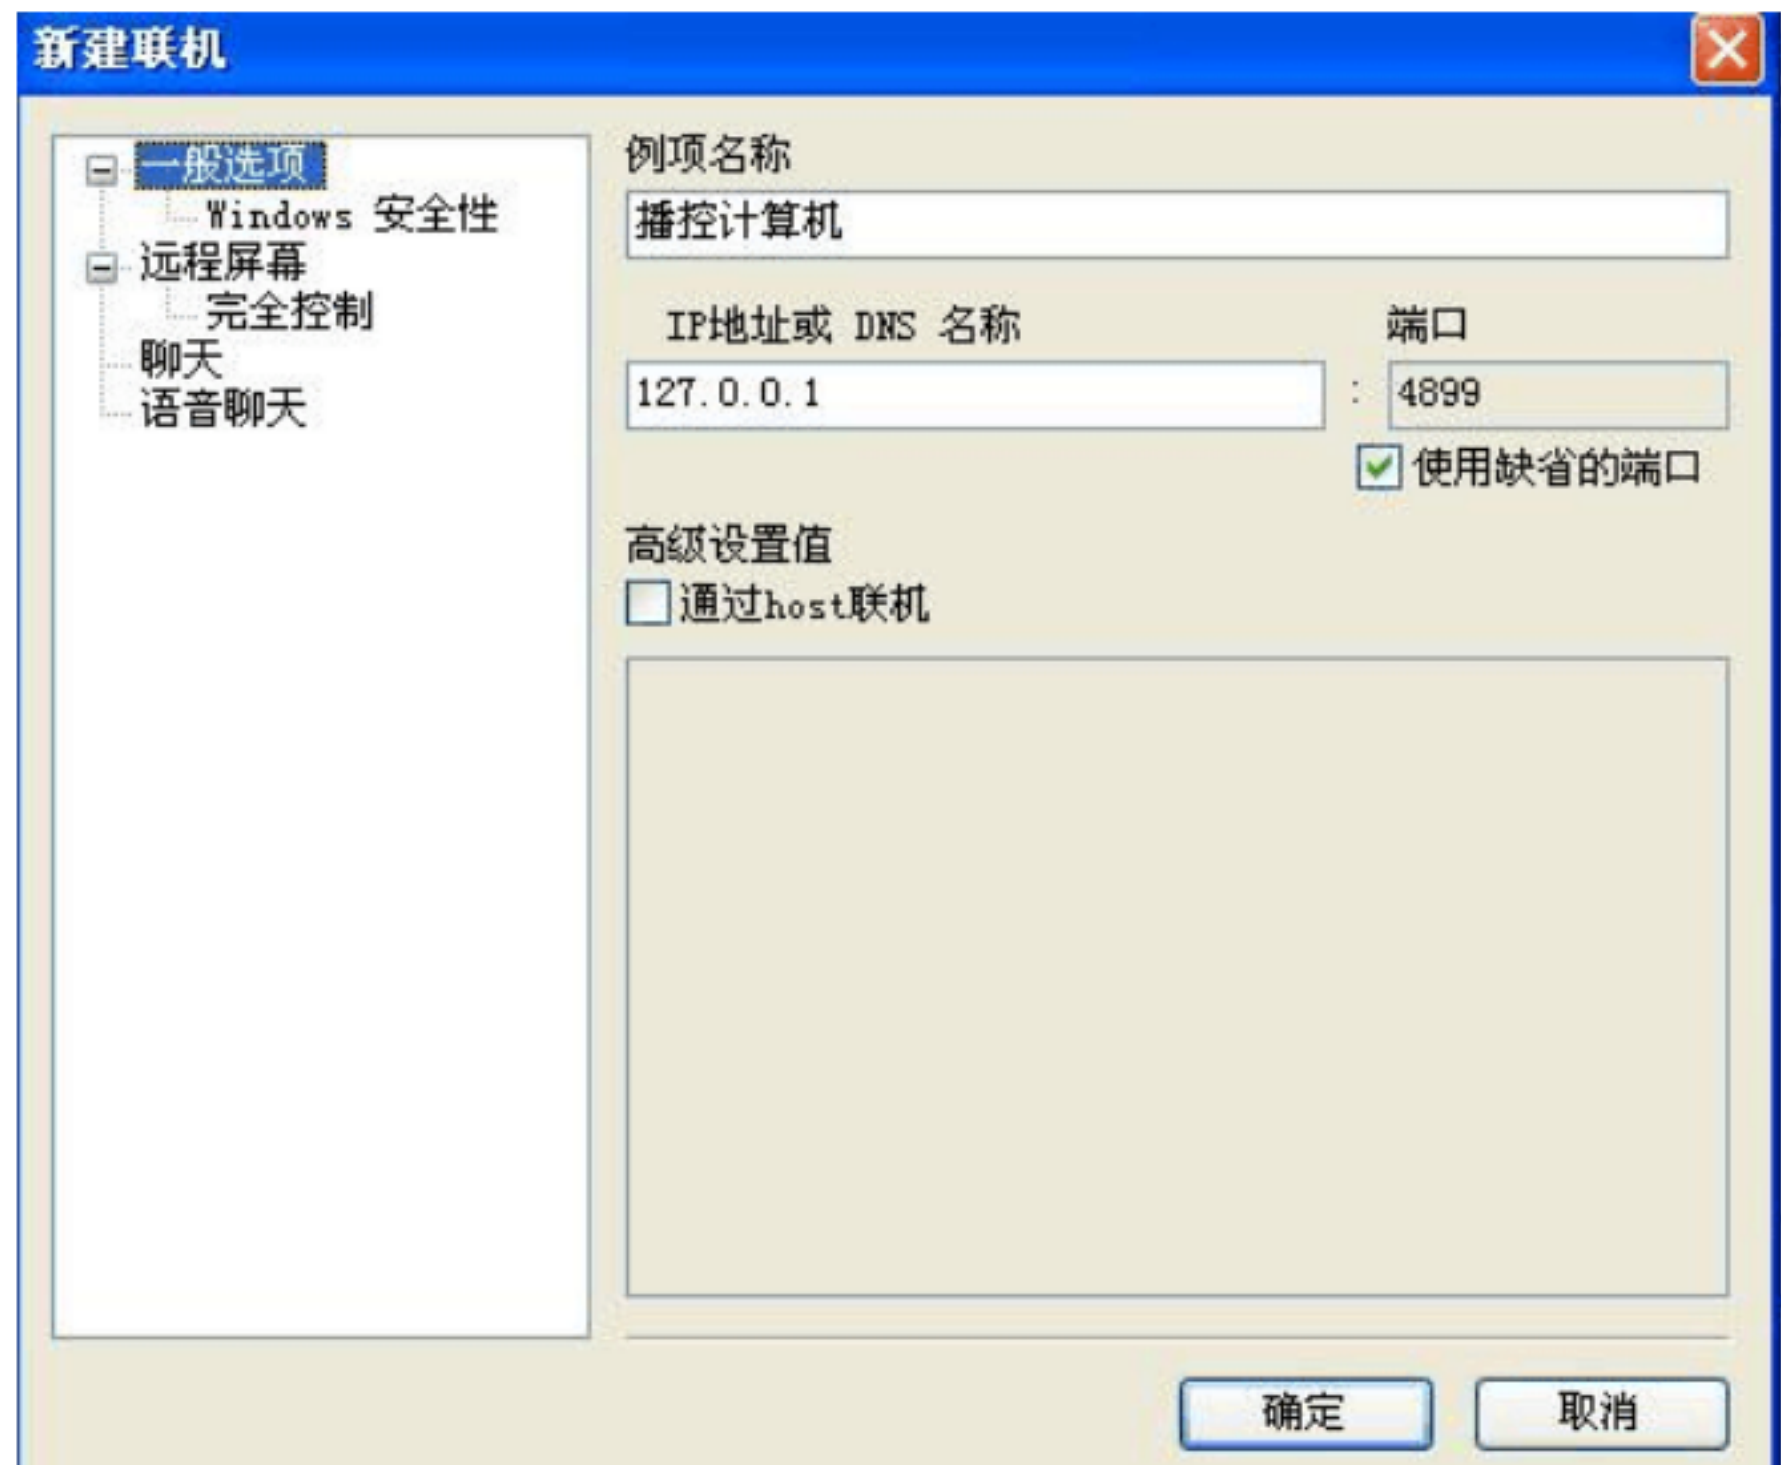 新建联机
一般选项
Windows 安全性
远程屏幕
完全控制
聊天
语音聊天
例项名称
播控计算机
IP地址或 DNS 名称
端口
127.0.0.1
:
4899
使用缺省的端口
高级设置值
通过host联机
确定
取消